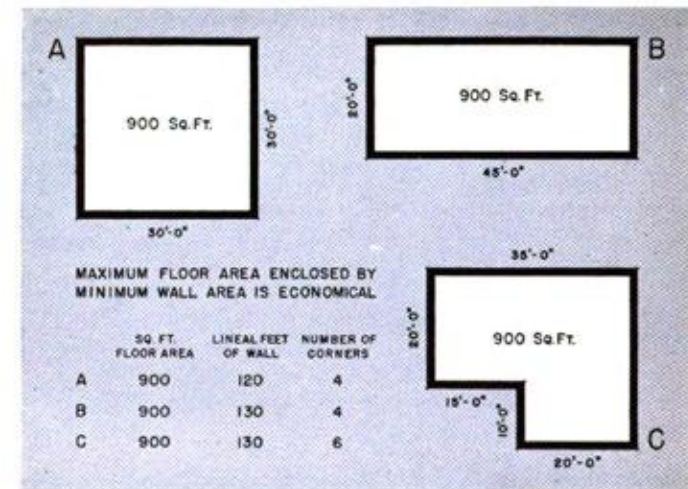 A
900 Sq. Ft.
30'-0"
30'-0"
B
900 Sq. Ft.
20'-0"
45'-0"
MAXIMUM FLOOR AREA ENCLOSED BY
MINIMUM WALL AREA IS ECONOMICAL
SQ. FT. LINEAL FEET NUMBER OF
FLOOR AREA OF WALL CORNERS
A 900 120 4
B 900 130 4
C 900 130 6
35'-0"
20'-0"
900 Sq. Ft.
15'-0"
10'-0"
20'-0"
C